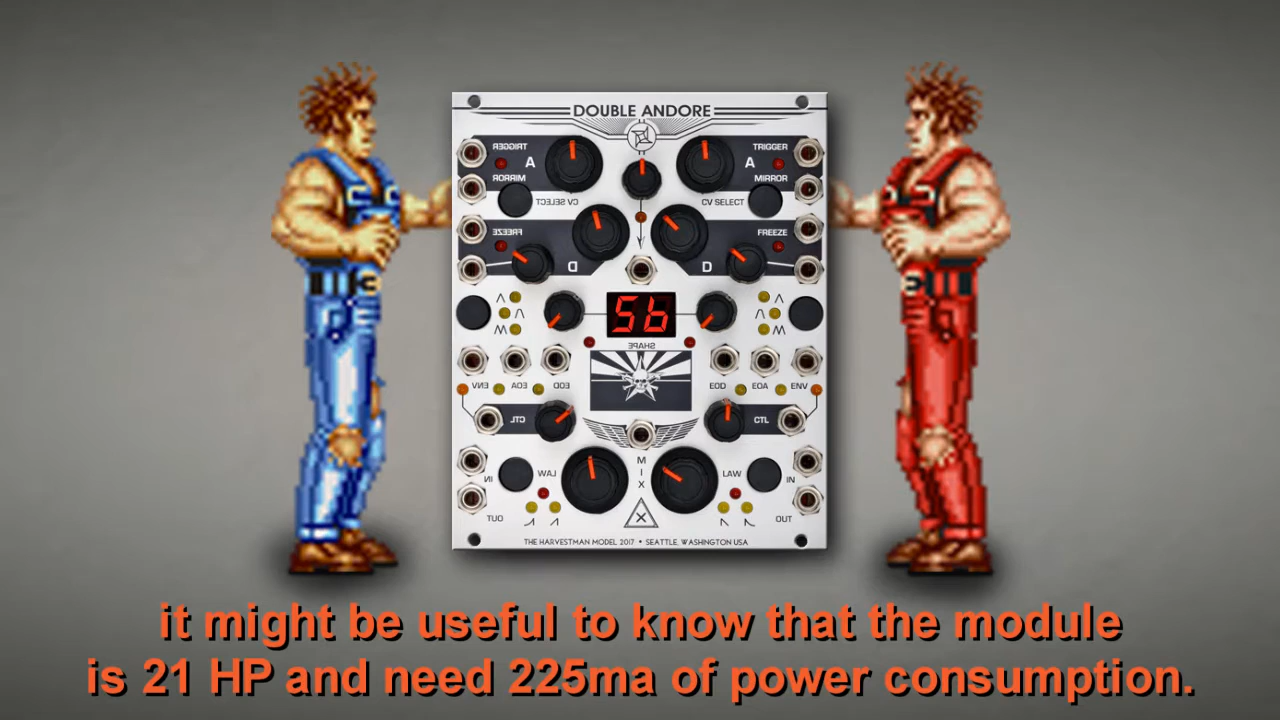 DOUBLE ANDORE
TRIGGER TRIGGER
A A
MIRROR MIRROR
CV SELECT CV SELECT
FREEZE FREEZE
D D
56
SHAPE
ENV EOA EOD EOD EOA ENV
CTL CTL
IN LAW MIX LAW IN
OUT X OUT
THE HARVESTMAN MODEL 2017 • SEATTLE, WASHINGTON USA
it might be useful to know that the module
is 21 HP and need 225ma of power consumption.